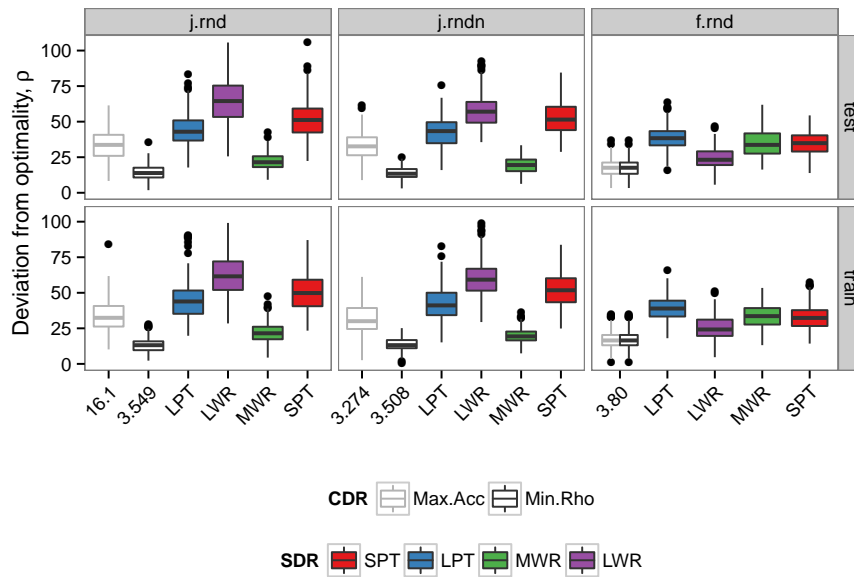 j.rnd j.rndn f.rnd
Deviation from optimality, ρ
100
75
50
25
0
test
100
75
50
25
0
train
16.1 3.549 LPT LWR MWR SPT 3.274 3.508 LPT LWR MWR SPT 3.80 LPT LWR MWR SPT
CDR Max.Acc Min.Rho
SDR SPT LPT MWR LWR